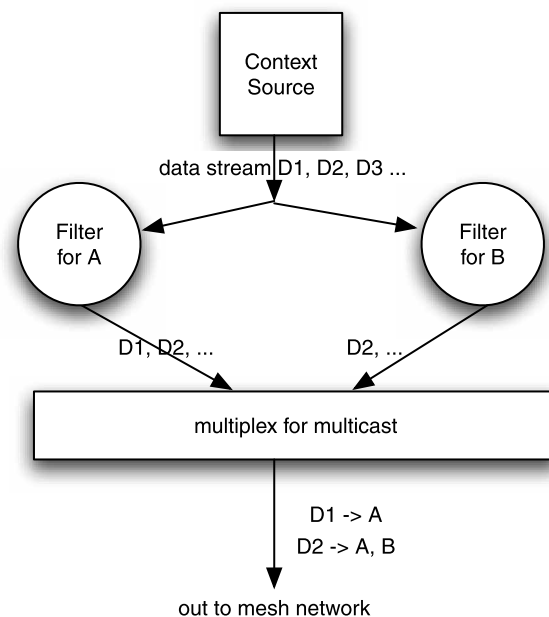 Context
Source
data stream D1, D2, D3 ...
Filter
for A
Filter
for B
D1, D2, ...
D2, ...
multiplex for multicast
D1 -> A
D2 -> A, B
out to mesh network